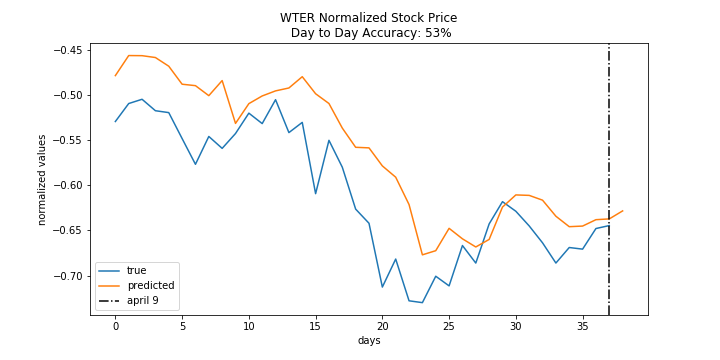 WTER Normalized Stock Price
Day to Day Accuracy: 53%
normalized values
−0.45
−0.50
−0.55
−0.60
−0.65
−0.70
true
predicted
april 9
0 5 10 15 20 25 30 35
days